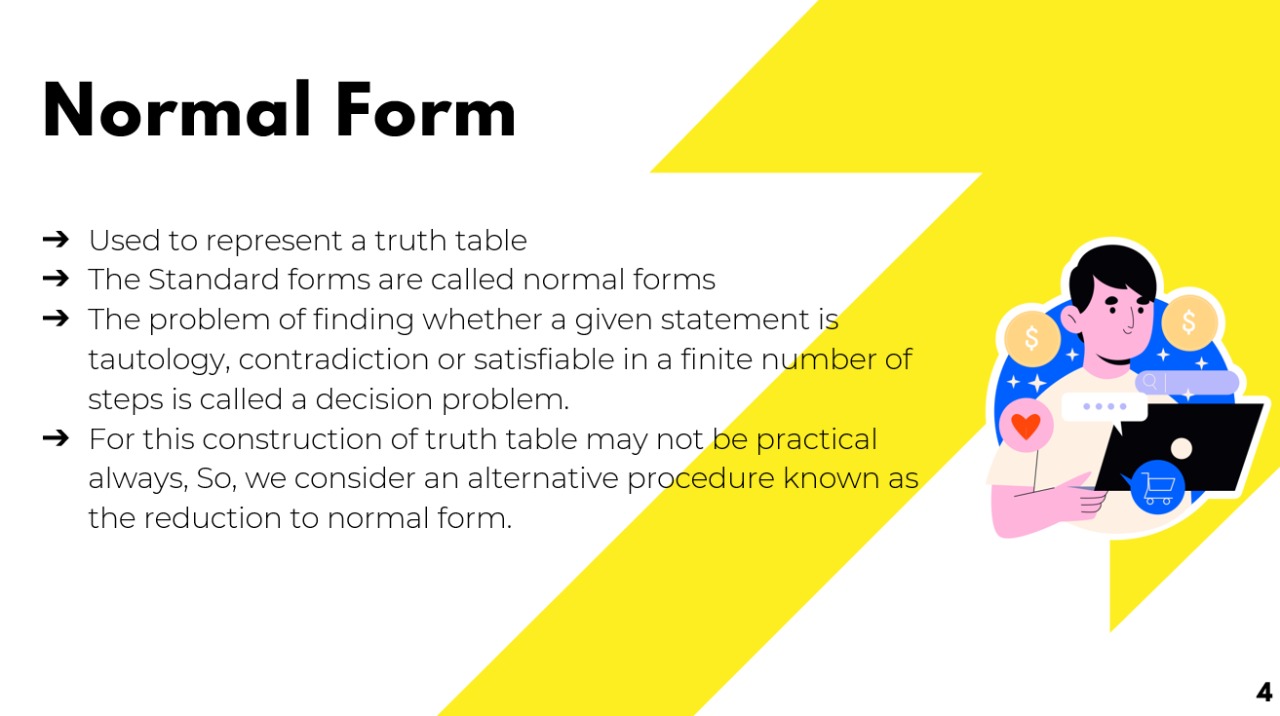 Normal Form
➔ Used to represent a truth table
➔ The Standard forms are called normal forms
➔ The problem of finding whether a given statement is
tautology, contradiction or satisfiable in a finite number of
steps is called a decision problem.
➔ For this construction of truth table may not be practical
always, So, we consider an alternative procedure known as
the reduction to normal form.
$
$
4